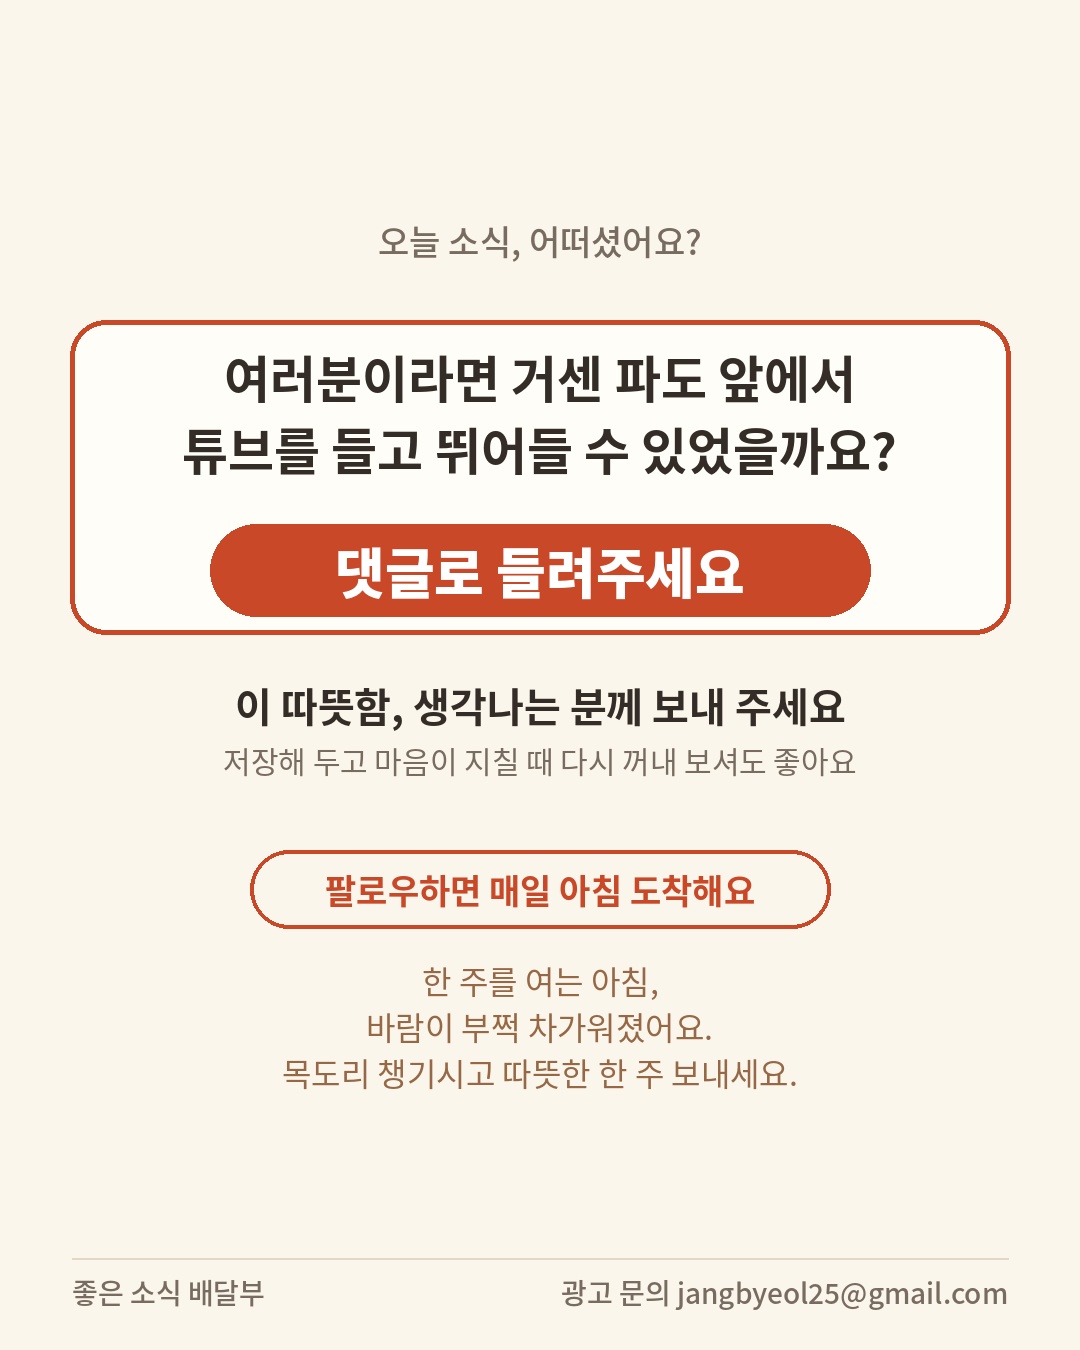 오늘 소식, 어떠셨어요?
여러분이라면 거센 파도 앞에서
튜브를 들고 뛰어들 수 있었을까요?
댓글로 들려주세요
이 따뜻함, 생각나는 분께 보내 주세요
저장해 두고 마음이 지칠 때 다시 꺼내 보셔도 좋아요
팔로우하면 매일 아침 도착해요
한 주를 여는 아침,
바람이 부쩍 차가워졌어요.
목도리 챙기시고 따뜻한 한 주 보내세요.
좋은 소식 배달부
광고 문의 jangbyeol25@gmail.com